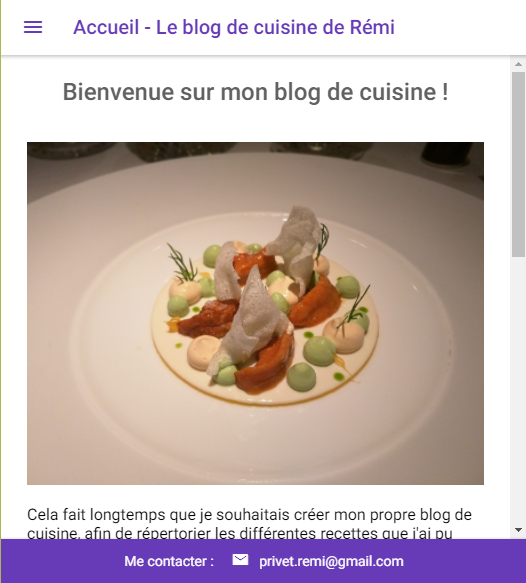 Accueil - Le blog de cuisine de Rémi
Bienvenue sur mon blog de cuisine !
Cela fait longtemps que je souhaitais créer mon propre blog de
cuisine, afin de répertorier les différentes recettes que j'ai pu
Me contacter : privet.remi@gmail.com